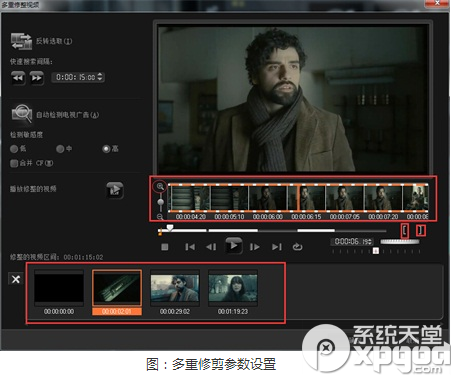 多重修整视频
反转选取(I)
快速搜索间隔:
0:00:15:00
自动检测电视广告(A)
检测敏感度
低 中 高
合并 CF(M)
播放修整的视频
00:00:04:20 00:00:05:10 00:00:06:00 00:00:06:15 00:00:07:05 00:00:07:20 00:00:08
0:00:06.19
修整的视频区间: 00:01:15:02
00:00:00:00 00:00:02:01 00:00:29:02 00:01:19:23
系统天堂
xpgod
.com
图：多重修剪参数设置